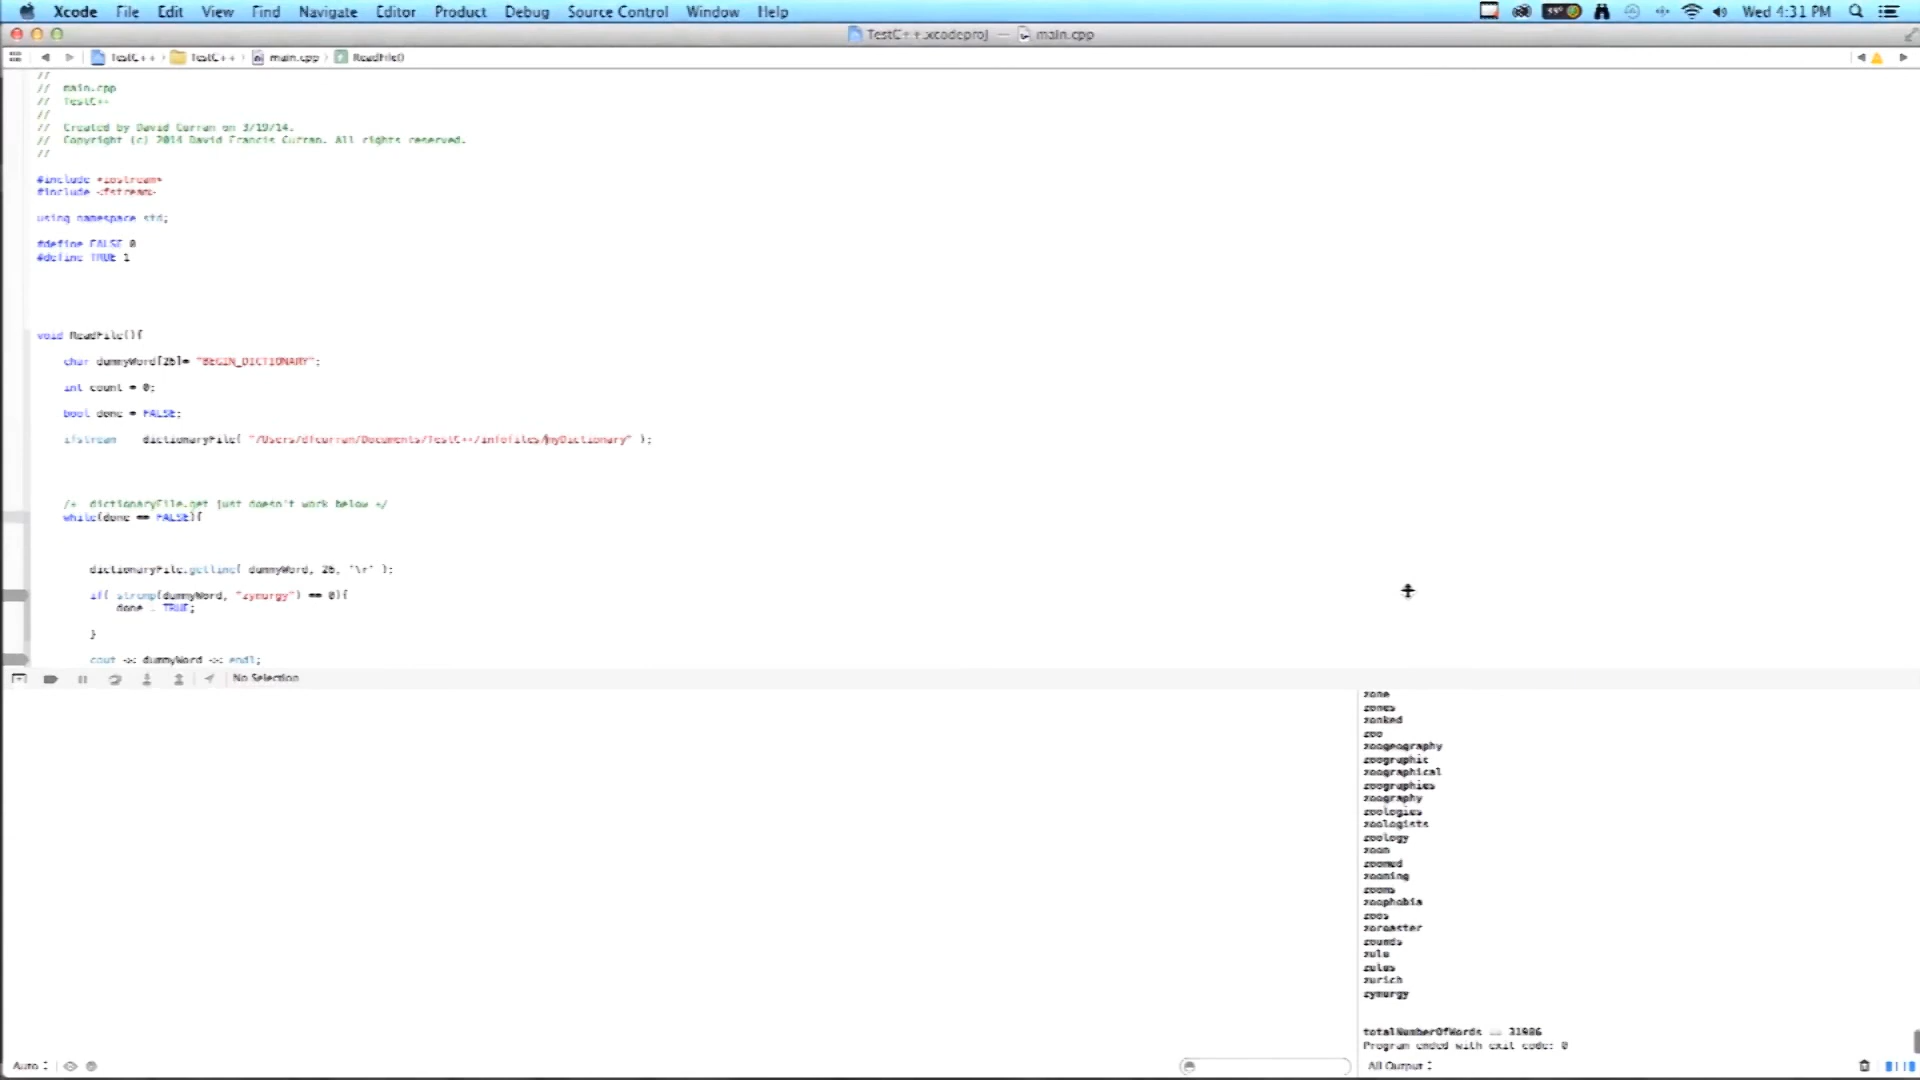 Xcode File Edit View Find Navigate Editor Product Debug Source Control Window Help 55° Wed 4:31 PM
TestC++.xcodeproj — main.cpp
TestC++ TestC++ main.cpp ReadFile()
//
// main.cpp
// TestC++
//
// Created by David Curran on 3/19/14.
// Copyright (c) 2014 David Francis Curran. All rights reserved.
//
#include <iostream>
#include <fstream>
using namespace std;
#define FALSE 0
#define TRUE 1
void ReadFile(){
char dummyWord[26]= "BEGIN_DICTIONARY";
int count = 0;
bool done = FALSE;
ifstream dictionaryFile( "/Users/dfcurran/Documents/TestC++/infofiles/myDictionary" );
/* dictionaryFile.get just doesn't work below */
while(done == FALSE){
dictionaryFile.getline( dummyWord, 26, '\r' );
if( strcmp(dummyWord, "zymurgy") == 0){
done = TRUE;
}
cout << dummyWord << endl;
No Selection
zone
zones
zonked
zoo
zoogeography
zoographic
zoographical
zoographies
zoography
zoologies
zoologists
zoology
zoom
zoomed
zooming
zooms
zoophobia
zoos
zoroaster
zounds
zulu
zulus
zurich
zymurgy
totalNumberOfWords == 31986
Program ended with exit code: 0
Auto
All Output